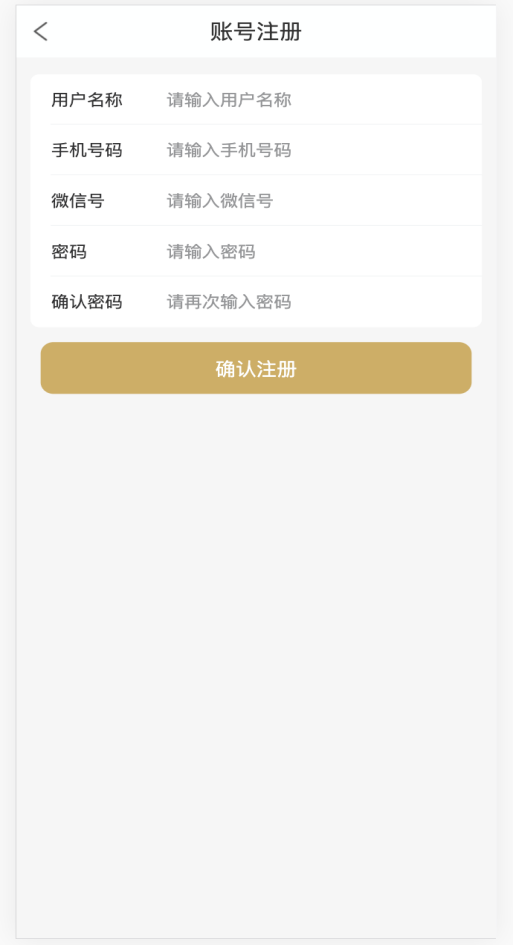 账号注册
用户名称 请输入用户名称
手机号码 请输入手机号码
微信号 请输入微信号
密码 请输入密码
确认密码 请再次输入密码
确认注册